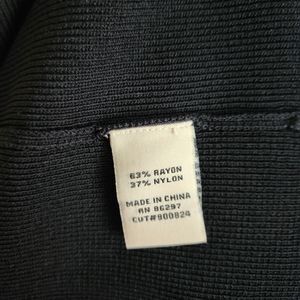 63% RAYON
37% NYLON
MADE IN CHINA
RN 86297
CUT#900824